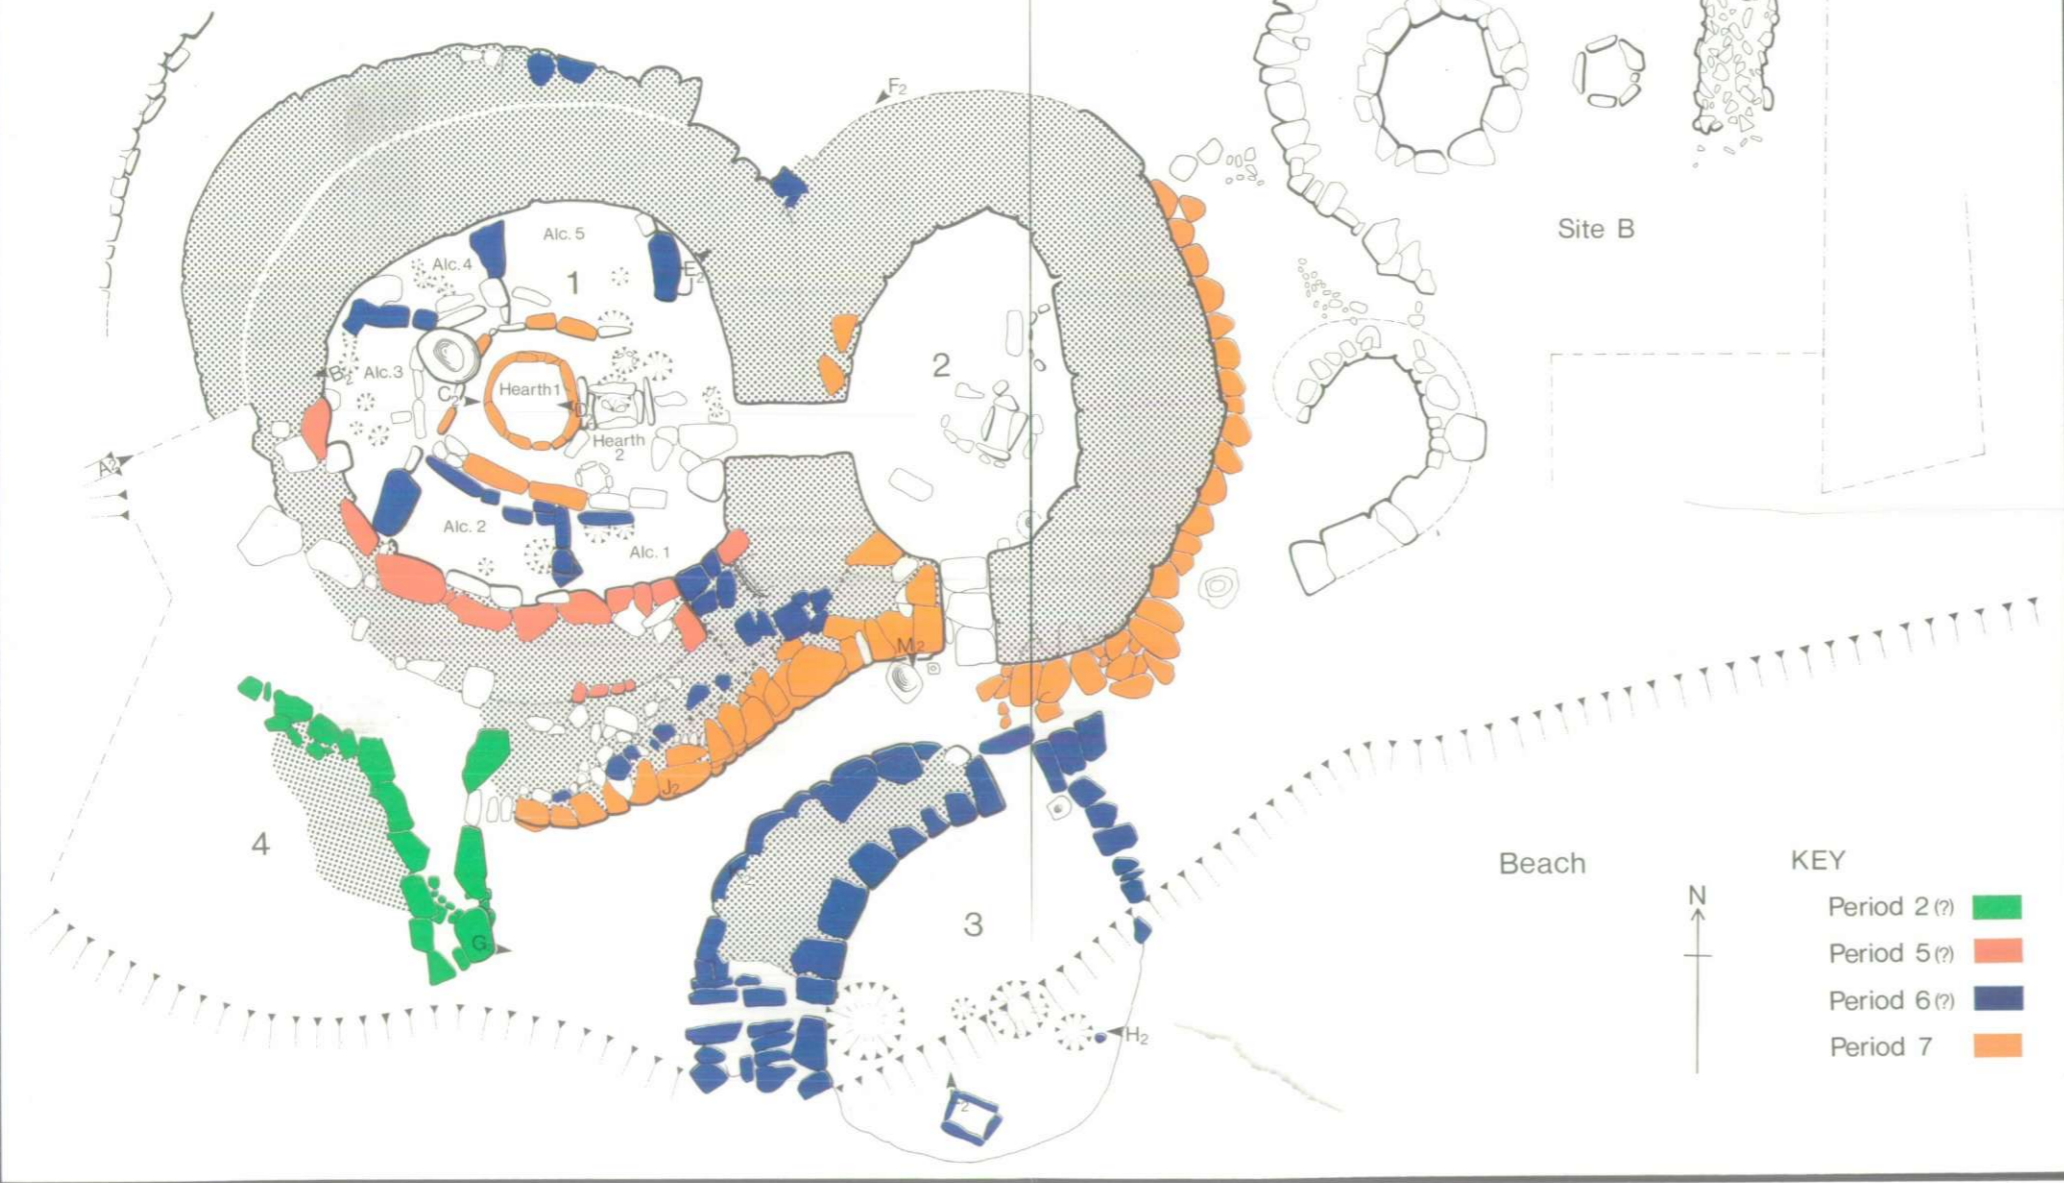 F2
Site B
Alc. 5
Alc. 4
1
E2
2
B2
Alc. 3
C2
Hearth 1
D2
Hearth
2
A2
Alc. 2
Alc. 1
M2
J2
4
Beach
KEY
N
Period 2 (?)
3
G
Period 5 (?)
Period 6 (?)
H2
Period 7